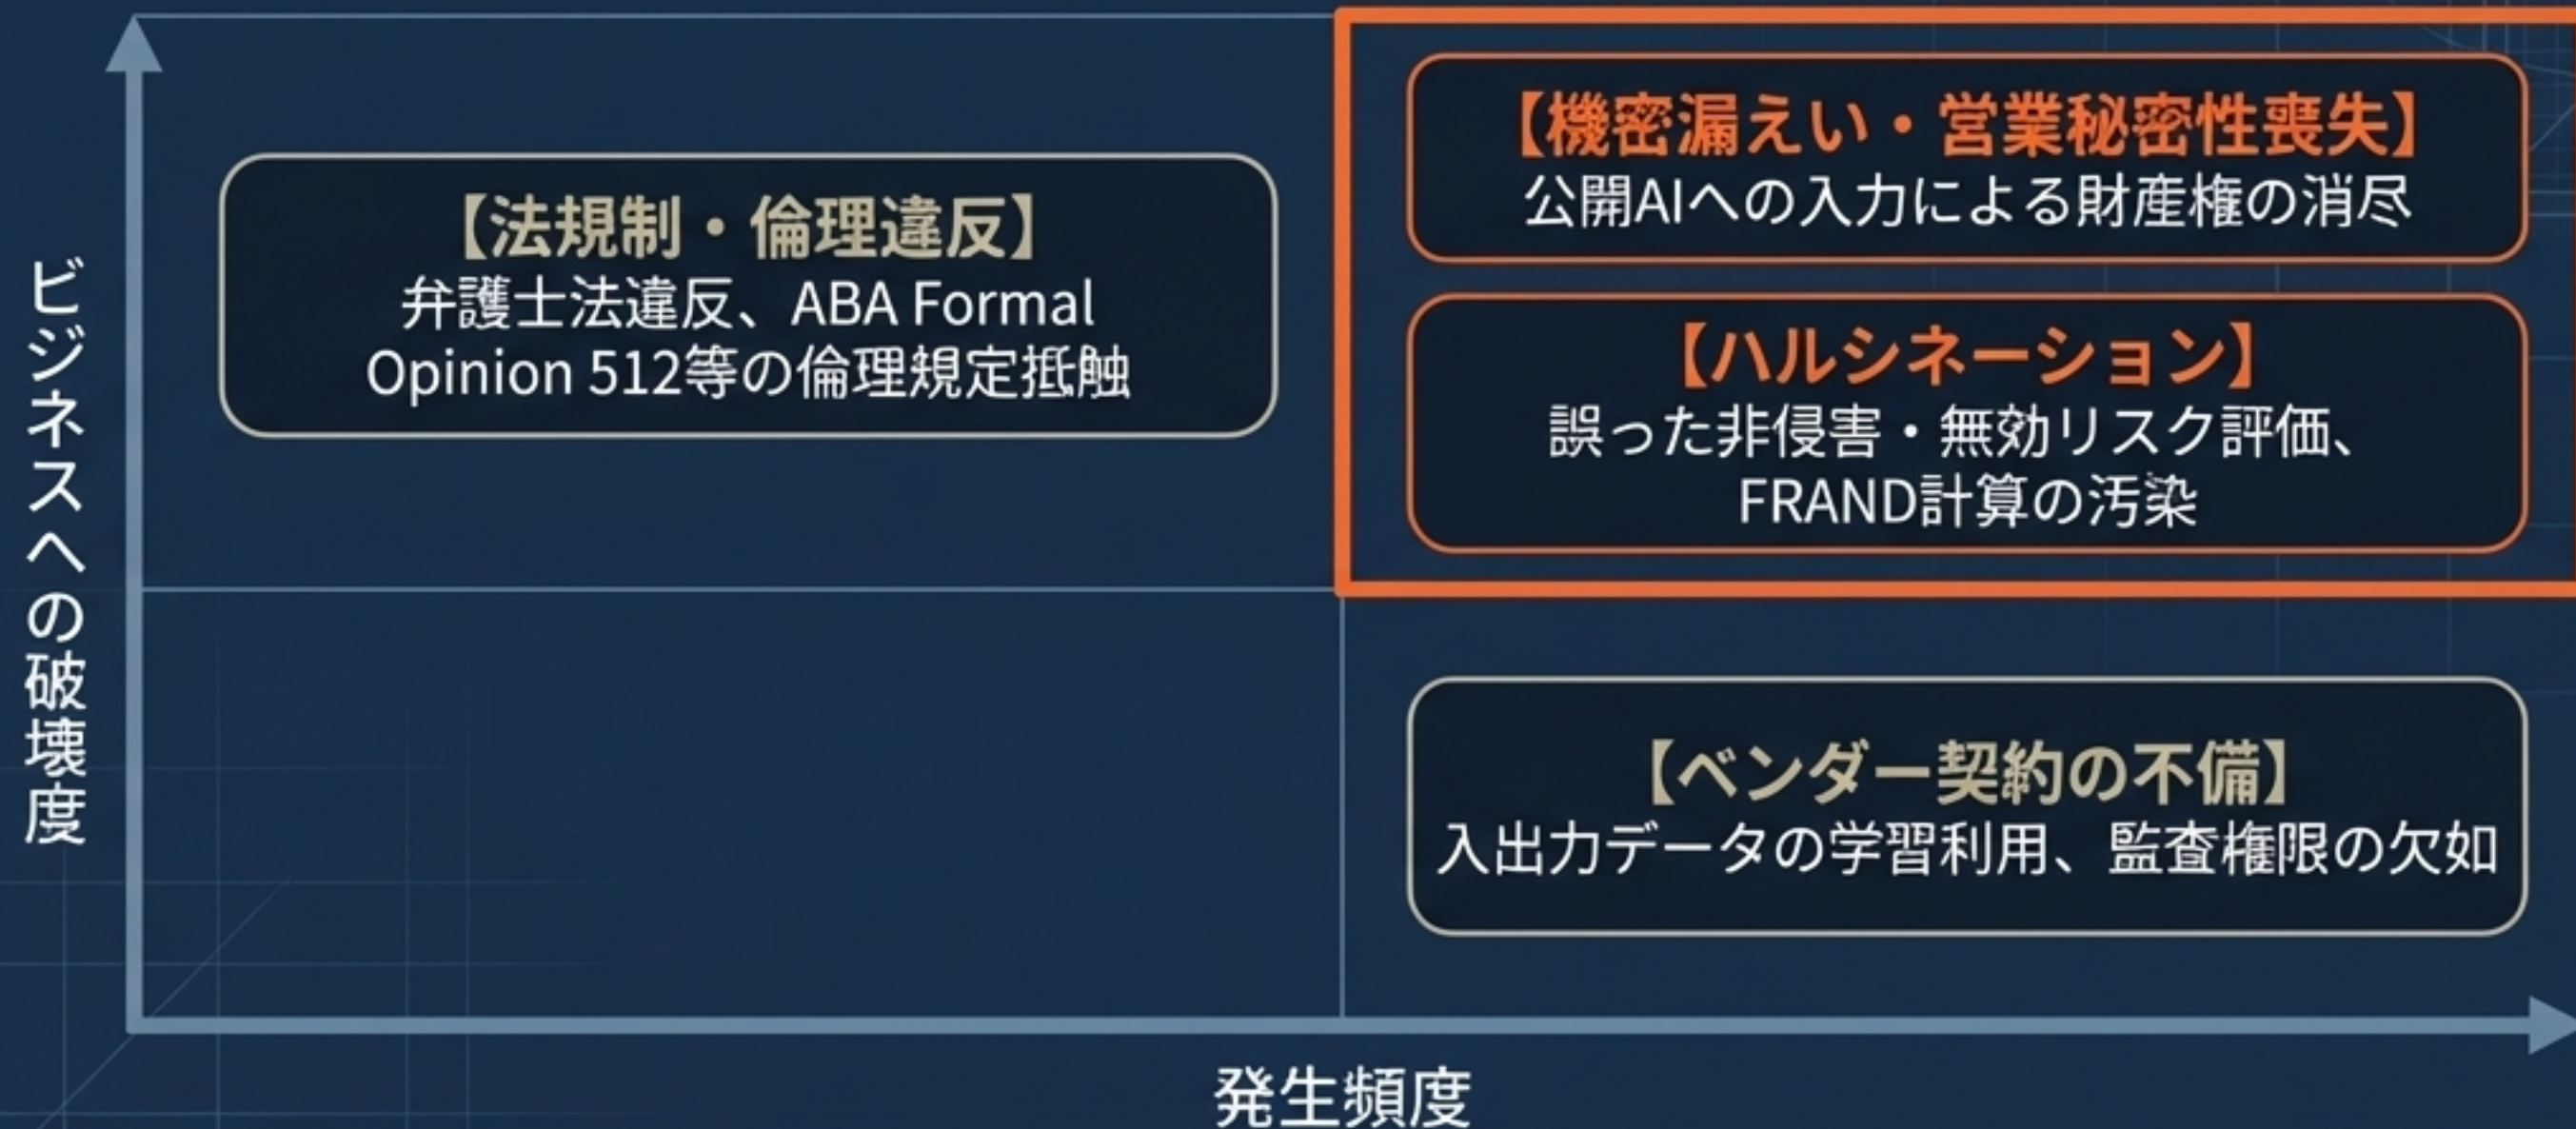 ビジネスへの破壊度
【法規制・倫理違反】
弁護士法違反、ABA Formal
Opinion 512等の倫理規定抵触
【機密漏えい・営業秘密性喪失】
公開AIへの入力による財産権の消尽
【ハルシネーション】
誤った非侵害・無効リスク評価、
FRAND計算の汚染
【ベンダー契約の不備】
入出力データの学習利用、監査権限の欠如
発生頻度